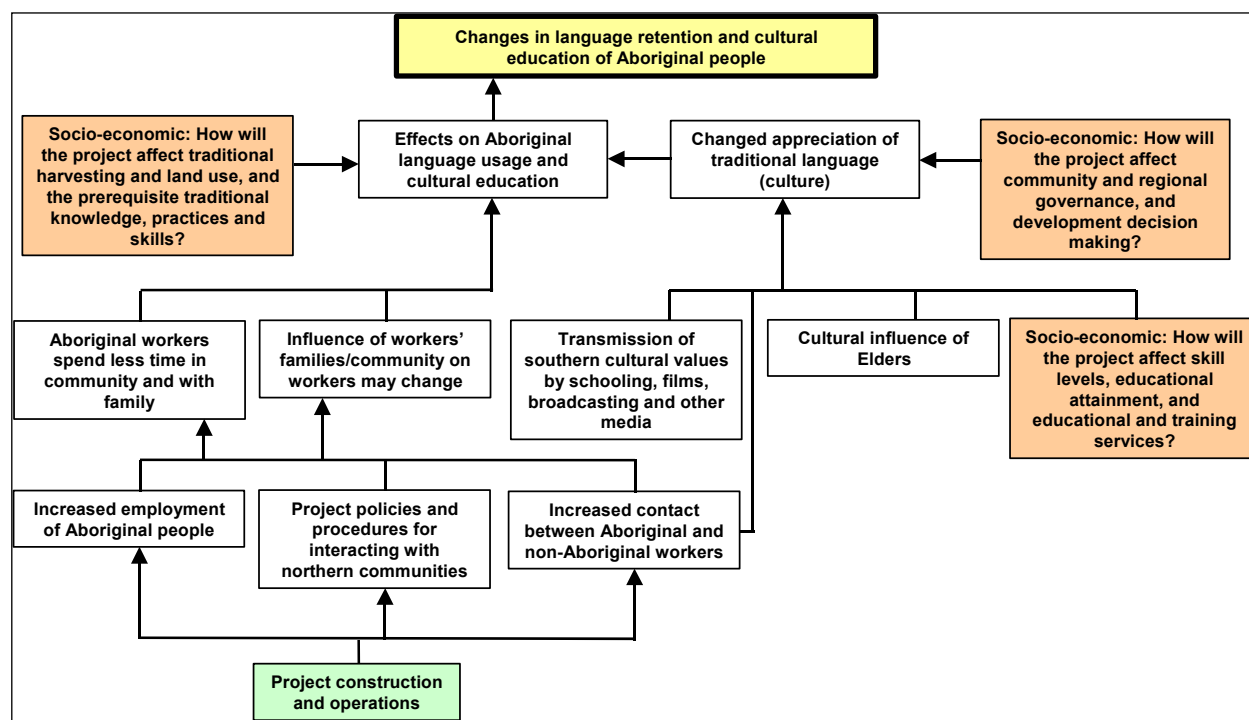 Changes in language retention and cultural
education of Aboriginal people
Socio-economic: How will
the project affect traditional
harvesting and land use, and
the prerequisite traditional
knowledge, practices and
skills?
Effects on Aboriginal
language usage and
cultural education
Changed appreciation of
traditional language
(culture)
Socio-economic: How will
the project affect
community and regional
governance, and
development decision
making?
Aboriginal workers
spend less time in
community and with
family
Influence of workers’
families/community on
workers may change
Transmission of
southern cultural values
by schooling, films,
broadcasting and other
media
Cultural influence of
Elders
Socio-economic: How will
the project affect skill
levels, educational
attainment, and
educational and training
services?
Increased employment
of Aboriginal people
Project policies and
procedures for
interacting with
northern communities
Increased contact
between Aboriginal and
non-Aboriginal workers
Project construction
and operations